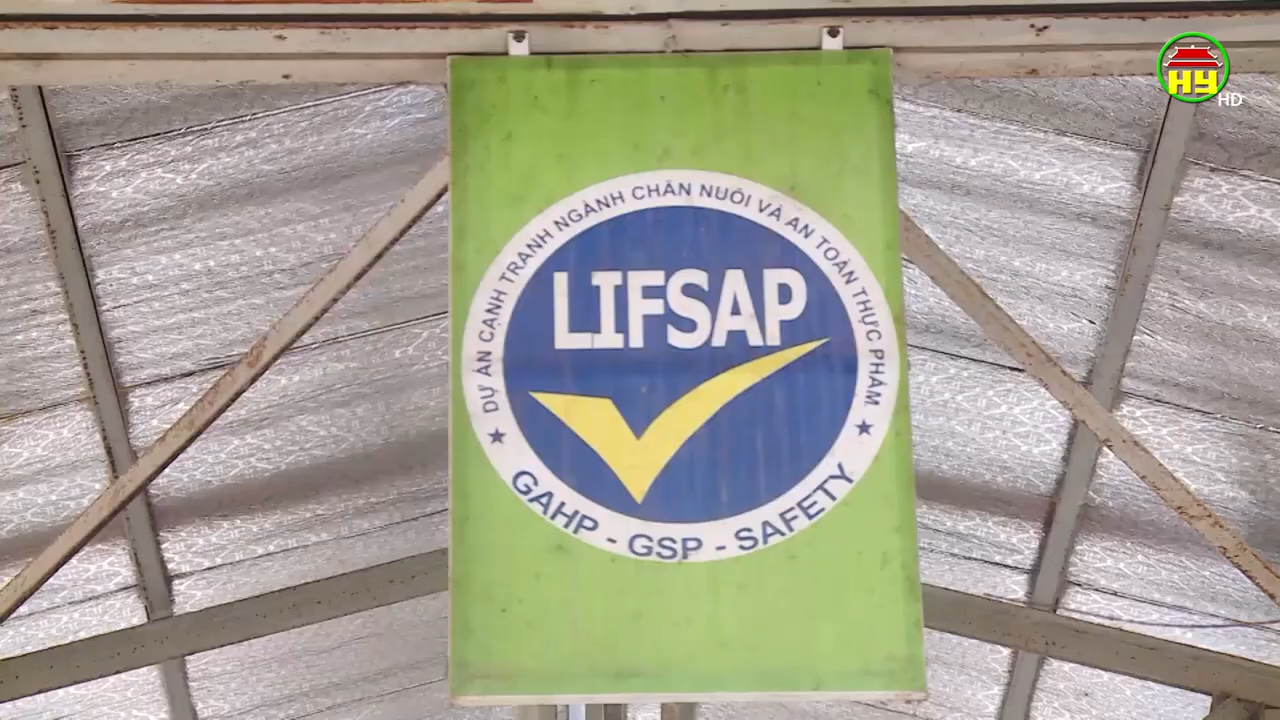 HY
HD
DỰ ÁN CẠNH TRANH NGÀNH CHĂN NUÔI VÀ AN TOÀN THỰC PHẨM
LIFSAP
GAHP - GSP - SAFETY